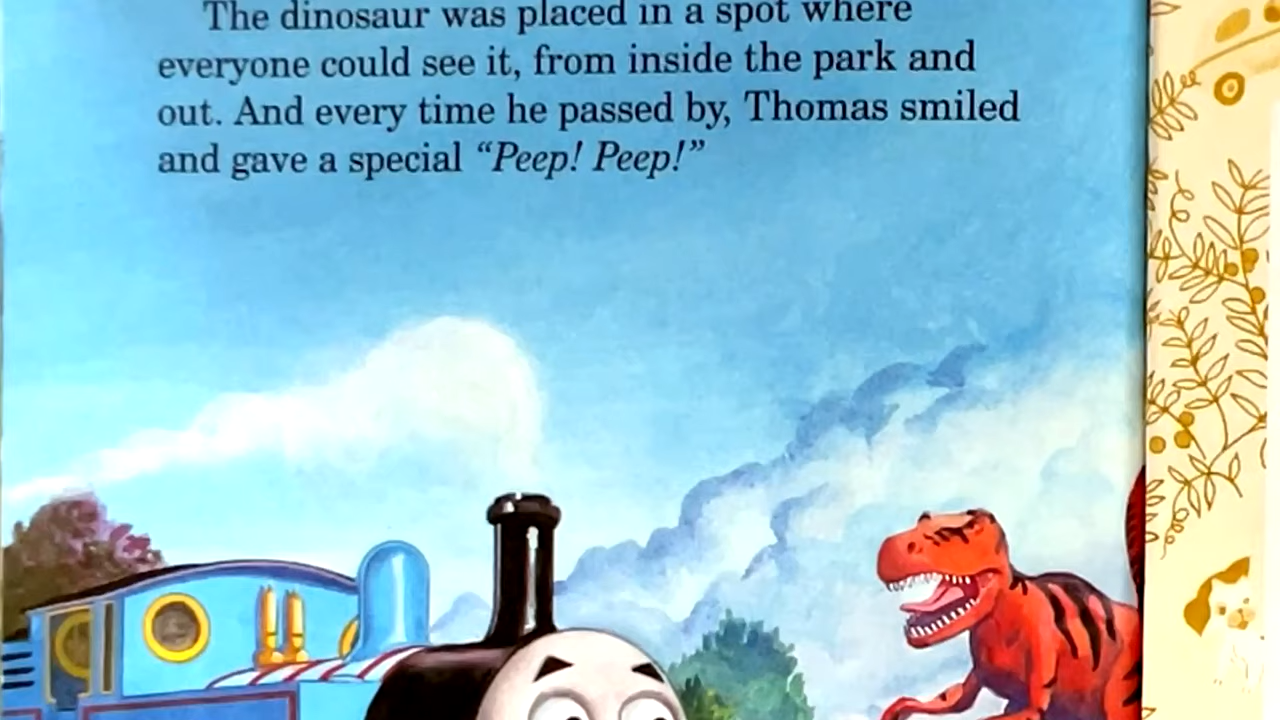 The dinosaur was placed in a spot where
everyone could see it, from inside the park and
out. And every time he passed by, Thomas smiled
and gave a special “Peep! Peep!”